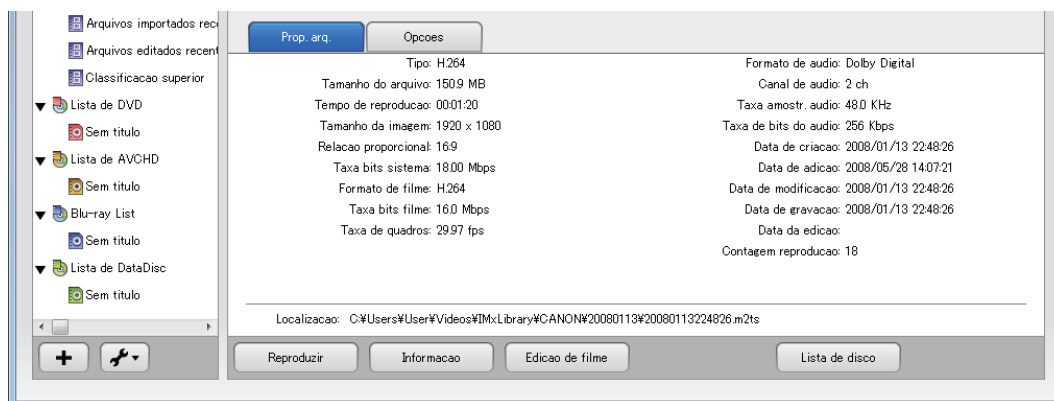 Arquivos importados rec
Arquivos editados recent
Classificacao superior
Lista de DVD
Sem titulo
Lista de AVCHD
Sem titulo
Blu-ray List
Sem titulo
Lista de DataDisc
Sem titulo
Prop. arq.
Opcoes
Tipo: H.264
Tamanho do arquivo: 150.9 MB
Tempo de reproducao: 00:01:20
Tamanho da imagem: 1920 x 1080
Relacao proporcional: 16:9
Taxa bits sistema: 18.00 Mbps
Formato de filme: H.264
Taxa bits filme: 16.0 Mbps
Taxa de quadros: 29.97 fps
Formato de audio: Dolby Digital
Canal de audio: 2 ch
Taxa amostr. audio: 48.0 KHz
Taxa de bits do audio: 256 Kbps
Data de criacao: 2008/01/13 22:48:26
Data de adicao: 2008/05/28 14:07:21
Data de modificacao: 2008/01/13 22:48:26
Data de gravacao: 2008/01/13 22:48:26
Data da edicao:
Contagem reproducao: 18
Localizacao: C:¥Users¥User¥Videos¥IMxLibrary¥CANON¥20080113¥20080113224826.m2ts
Reproduzir
Informacao
Edicao de filme
Lista de disco